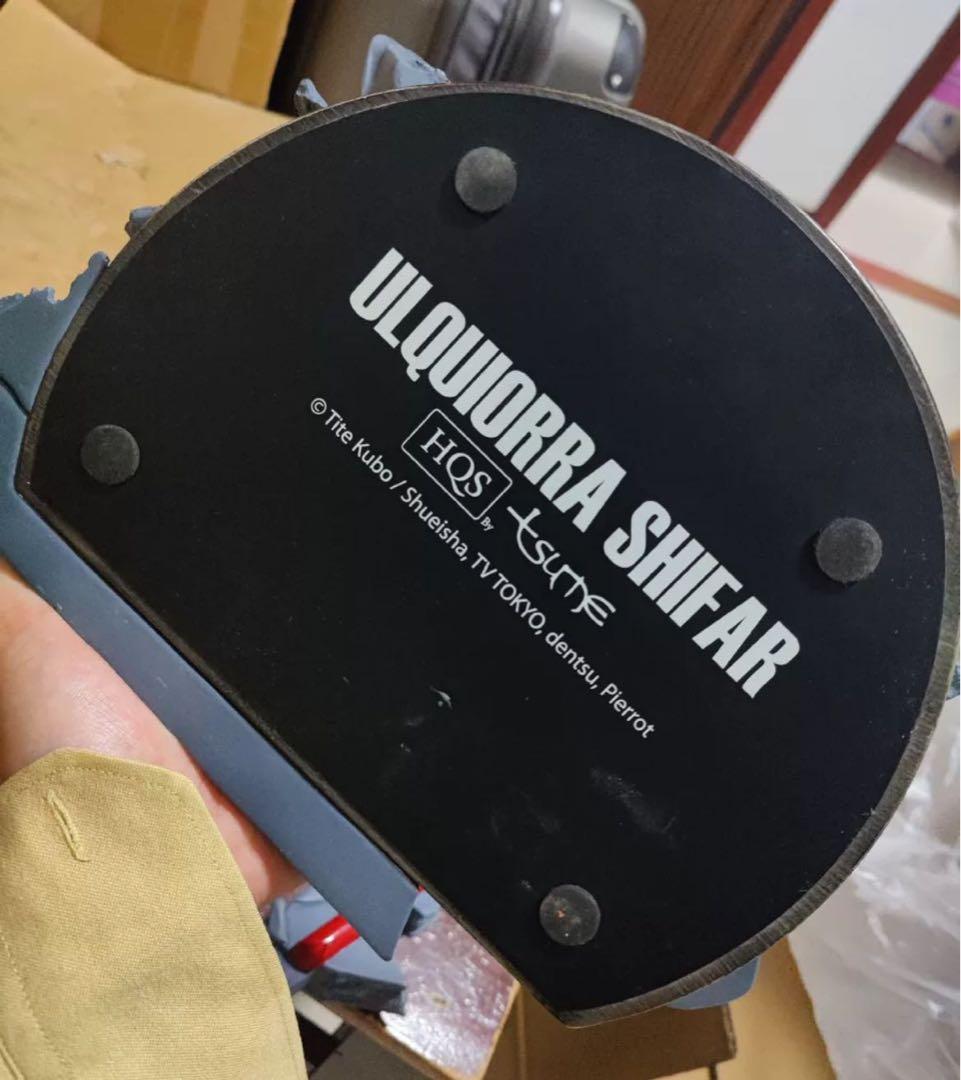 ULQUIORRA SHIFAR
HQS By tsume
© Tite Kubo / Shueisha, TV TOKYO, dentsu, Pierrot